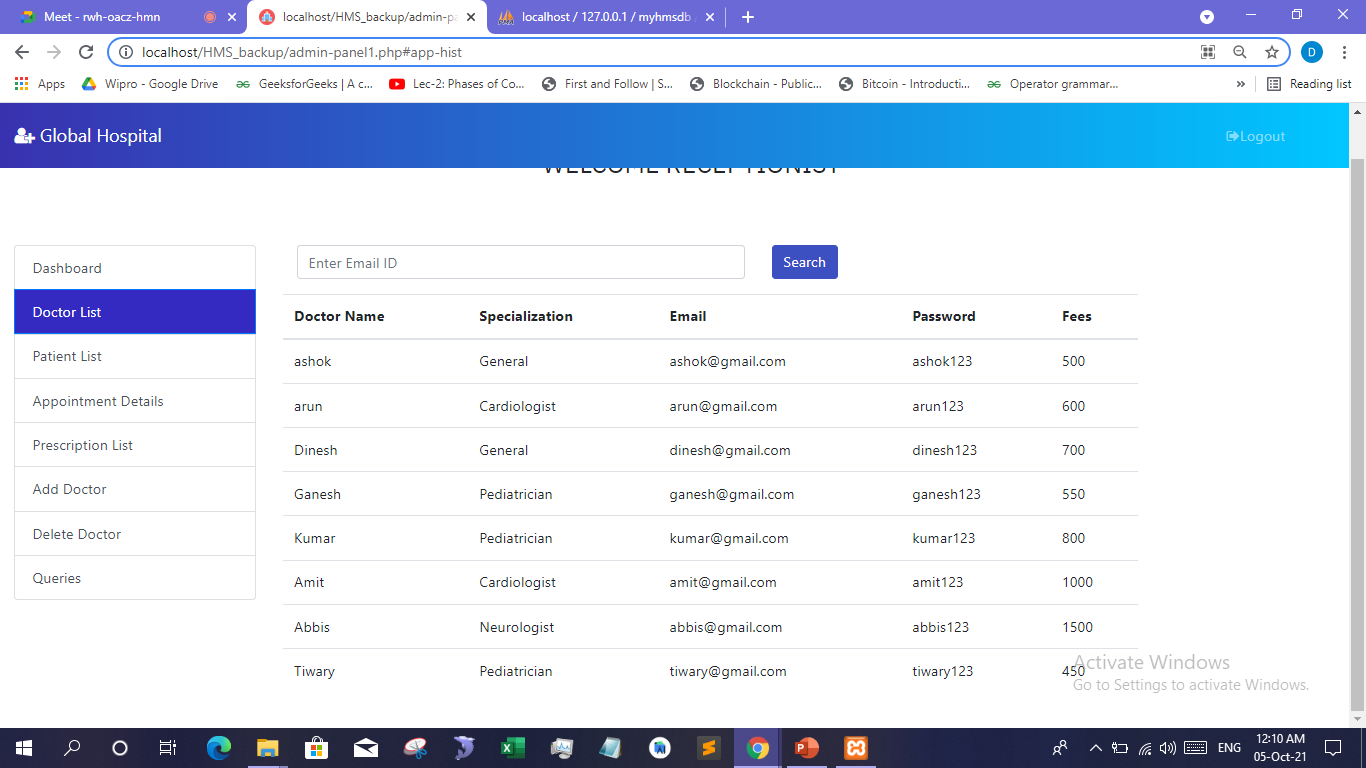 Meet - rwh-oacz-hmn
localhost/HMS_backup/admin-pa
localhost / 127.0.0.1 / myhmsdb
localhost/HMS_backup/admin-panel1.php#app-hist
D
Apps Wipro - Google Drive GeeksforGeeks | A c... Lec-2: Phases of Co... First and Follow | S... Blockchain - Public... Bitcoin - Introducti... Operator grammar... » Reading list
Global Hospital Logout
WELCOME RECEPTIONIST
Dashboard
Doctor List
Patient List
Appointment Details
Prescription List
Add Doctor
Delete Doctor
Queries
Enter Email ID Search
Doctor Name Specialization Email Password Fees
ashok General ashok@gmail.com ashok123 500
arun Cardiologist arun@gmail.com arun123 600
Dinesh General dinesh@gmail.com dinesh123 700
Ganesh Pediatrician ganesh@gmail.com ganesh123 550
Kumar Pediatrician kumar@gmail.com kumar123 800
Amit Cardiologist amit@gmail.com amit123 1000
Abbis Neurologist abbis@gmail.com abbis123 1500
Tiwary Pediatrician tiwary@gmail.com tiwary123 450
Activate Windows
Go to Settings to activate Windows.
ENG
12:10 AM
05-Oct-21